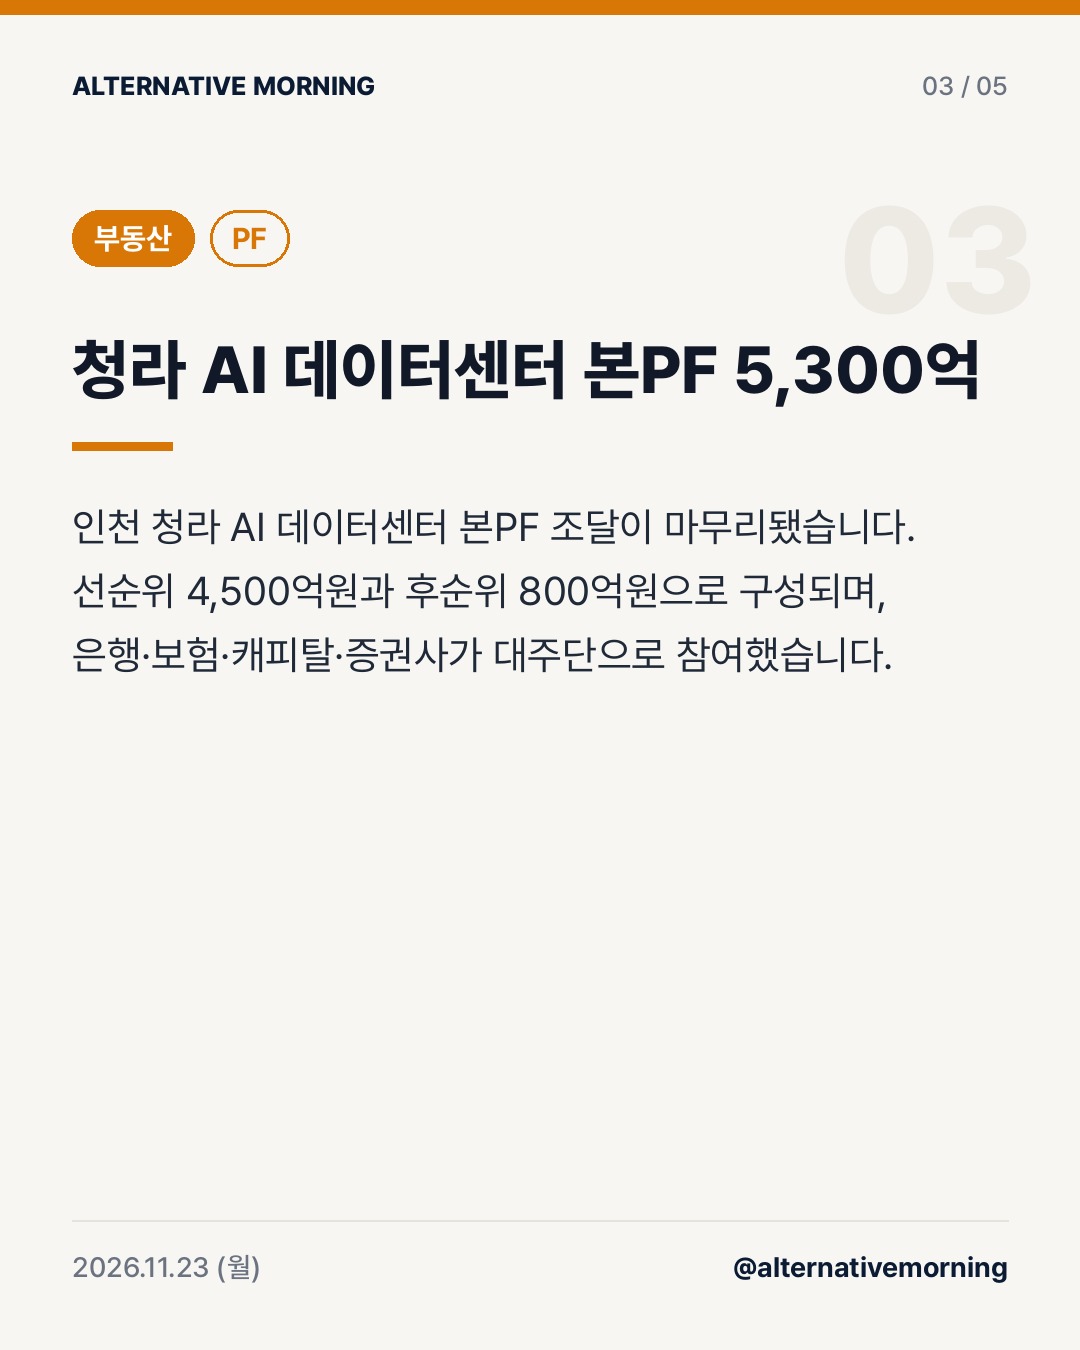 ALTERNATIVE MORNING
03 / 05
부동산
PF
03
청라 AI 데이터센터 본PF 5,300억
인천 청라 AI 데이터센터 본PF 조달이 마무리됐습니다.
선순위 4,500억원과 후순위 800억원으로 구성되며,
은행·보험·캐피탈·증권사가 대주단으로 참여했습니다.
2026.11.23 (월)
@alternativemorning